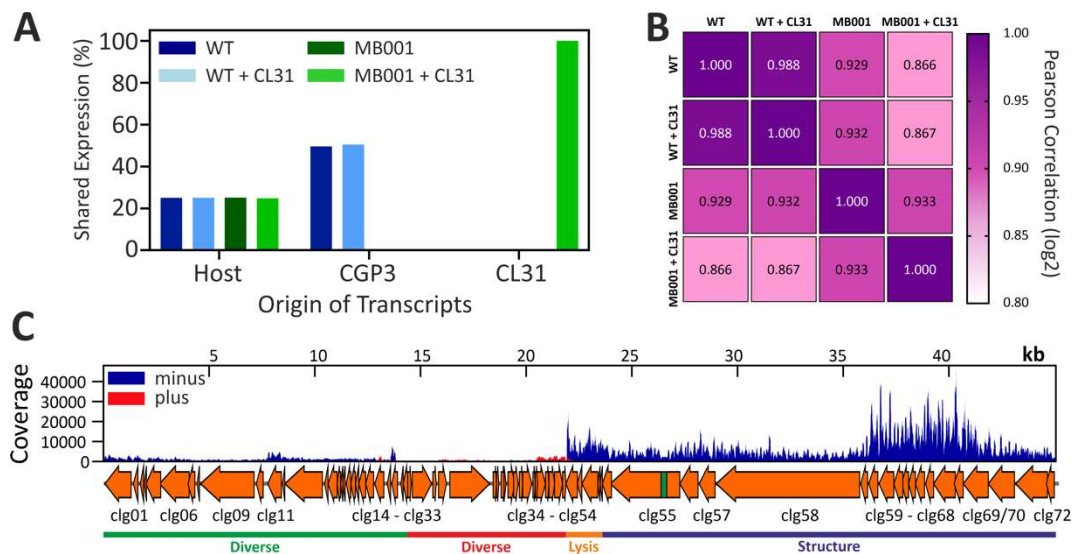 A
Shared Expression (%)
100
80
60
40
20
0
WT
MB001
WT + CL31
MB001 + CL31
Host
CGP3
CL31
Origin of Transcripts
B
WT
WT + CL31
MB001
MB001 + CL31
WT
1.000
0.988
0.929
0.866
WT + CL31
0.988
1.000
0.932
0.867
MB001
0.929
0.932
1.000
0.933
MB001 + CL31
0.866
0.867
0.933
1.000
1.00
0.95
0.90
0.85
0.80
Pearson Correlation (log2)
C
5
10
15
20
25
30
35
40
kb
Coverage
40000
30000
20000
10000
0
minus
plus
clg01
clg06
clg09
clg11
clg14 - clg33
clg34 - clg54
clg55
clg57
clg58
clg59 - clg68
clg69/70
clg72
Diverse
Diverse
Lysis
Structure